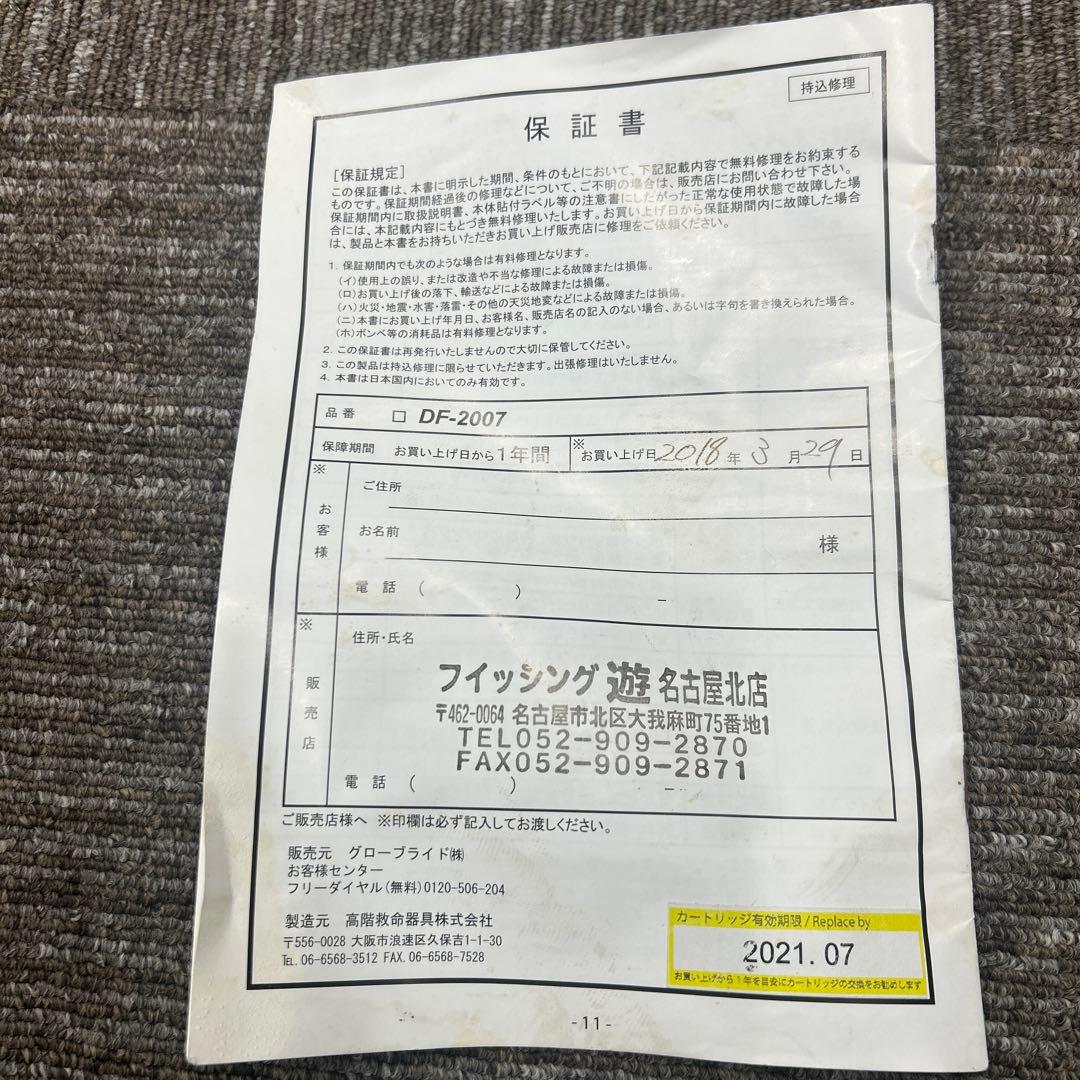 持込修理
保証書
[保証規定]
この保証書は、本書に明示した期間、条件のもとにおいて、下記記載内容で無料修理をお約束する
ものです。保証期間経過後の修理などについて、ご不明の場合は、販売店にお問い合わせ下さい。
保証期間内に取扱説明書、本体貼付ラベル等の注意書にしたがった正常な使用状態で故障した場
合には、本記載内容にもとづき無料修理いたします。お買い上げ日から保証期間内に故障した場合
は、製品と本書をお持ちいただきお買い上げ販売店に修理をご依頼ください。
1. 保証期間内でも次のような場合は有料修理となります。
(イ)使用上の誤り、または改造や不当な修理による故障または損傷。
(ロ)お買い上げ後の落下、輸送などによる故障または損傷。
(ハ)火災・地震・水害・落雷・その他の天災地変などによる故障または損傷。
(ニ)本書にお買い上げ年月日、お客様名、販売店名の記入のない場合、あるいは字句を書き換えられた場合。
(ホ)ボンベ等の消耗品は有料修理となります。
2. この保証書は再発行いたしませんので大切に保管してください。
3. この製品は持込修理に限らせていただきます。出張修理はいたしません。
4. 本書は日本国内においてのみ有効です。
品番 □ DF-2007
保障期間 お買い上げ日から1年間 ※お買い上げ日 2018年 3月29日
※お客様
ご住所
お名前 様
電話 ( ) –
※販売店
住所・氏名
フイッシング 遊 名古屋北店
〒462-0064 名古屋市北区大我麻町75番地1
TEL052-909-2870
FAX052-909-2871
電話 ( ) –
ご販売店様へ ※印欄は必ず記入してお渡しください。
販売元 グローブライド㈱
お客様センター
フリーダイヤル(無料)0120-506-204
製造元 高階救命器具株式会社
〒556-0028 大阪市浪速区久保吉1-1-30
TEL. 06-6568-3512 FAX. 06-6568-7528
カートリッジ有効期限 / Replace by
2021. 07
お買い上げから1年を目安にカートリッジの交換をお勧めします
-11-